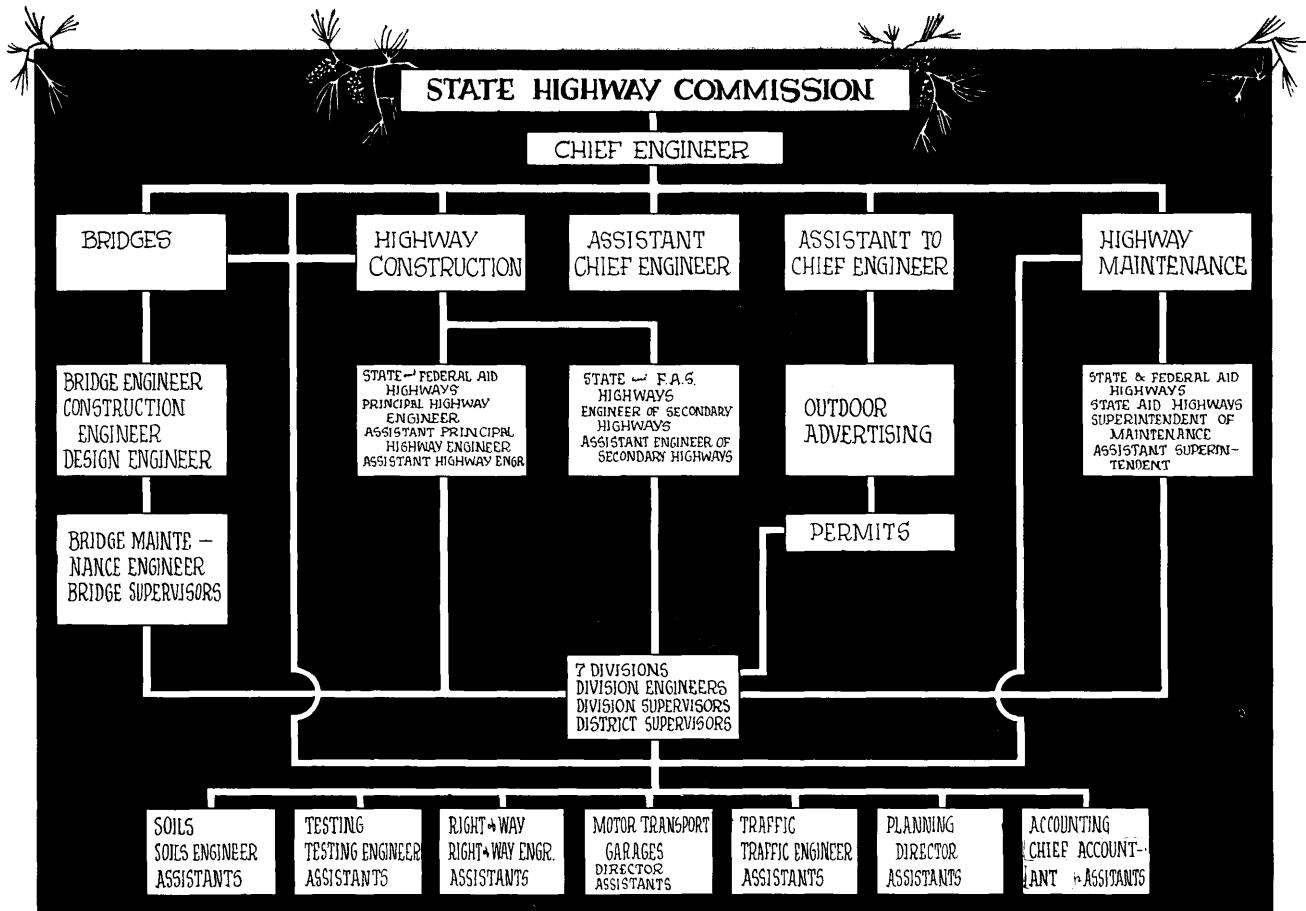 STATE HIGHWAY COMMISSION
CHIEF ENGINEER
BRIDGES
HIGHWAY
CONSTRUCTION
ASSISTANT
CHIEF ENGINEER
ASSISTANT TO
CHIEF ENGINEER
HIGHWAY
MAINTENANCE
BRIDGE ENGINEER
CONSTRUCTION
ENGINEER
DESIGN ENGINEER
STATE — FEDERAL AID
HIGHWAYS
PRINCIPAL HIGHWAY
ENGINEER
ASSISTANT PRINCIPAL
HIGHWAY ENGINEER
ASSISTANT HIGHWAY ENGR.
STATE — F.A.S.
HIGHWAYS
ENGINEER OF SECONDARY
HIGHWAYS
ASSISTANT ENGINEER OF
SECONDARY HIGHWAYS
OUTDOOR
ADVERTISING
STATE & FEDERAL AID
HIGHWAYS
STATE AID HIGHWAYS
SUPERINTENDENT OF
MAINTENANCE
ASSISTANT SUPERIN-
TENDENT
BRIDGE MAINTE —
NANCE ENGINEER
BRIDGE SUPERVISORS
PERMITS
7 DIVISIONS
DIVISION ENGINEERS
DIVISION SUPERVISORS
DISTRICT SUPERVISORS
SOILS
SOILS ENGINEER
ASSISTANTS
TESTING
TESTING ENGINEER
ASSISTANTS
RIGHT WAY
RIGHT WAY ENGR.
ASSISTANTS
MOTOR TRANSPORT
GARAGES
DIRECTOR
ASSISTANTS
TRAFFIC
TRAFFIC ENGINEER
ASSISTANTS
PLANNING
DIRECTOR
ASSISTANTS
ACCOUNTING
CHIEF ACCOUNT-
ANT ASSITANTS